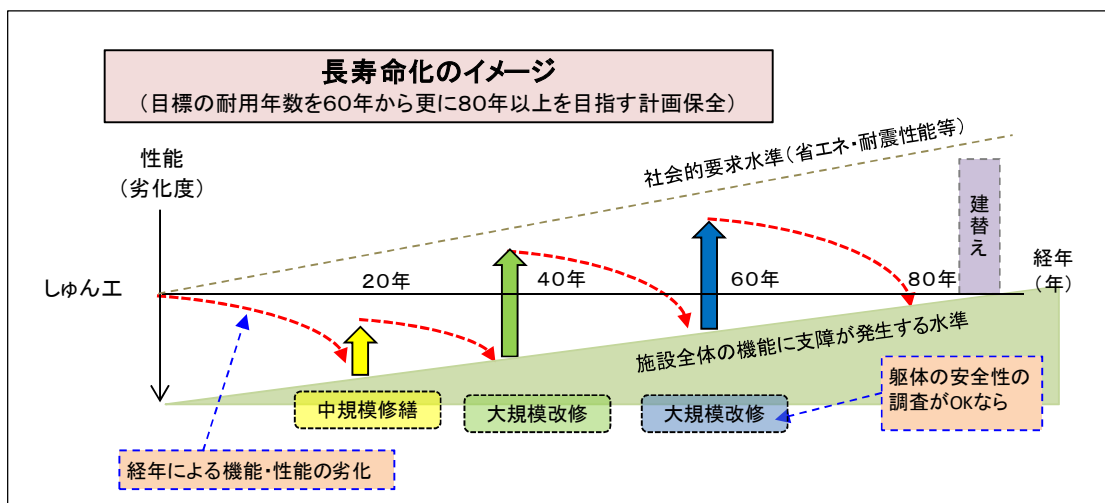 長寿命化のイメージ
(目標の耐用年数を60年から更に80年以上を目指す計画保全)
性能
(劣化度)
社会的要求水準(省エネ・耐震性能等)
建替え
しゅん工
20年
40年
60年
80年
経年
(年)
施設全体の機能に支障が発生する水準
中規模修繕
大規模改修
大規模改修
躯体の安全性の
調査がOKなら
経年による機能・性能の劣化